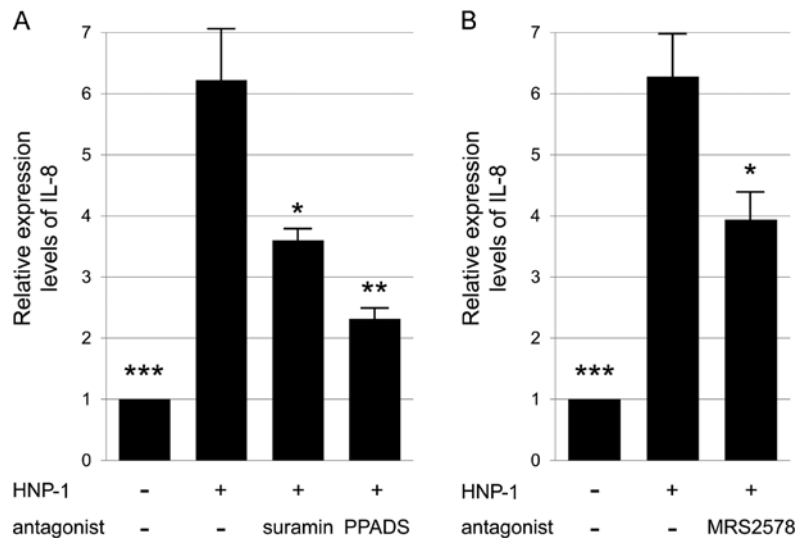 A
Relative expression
levels of IL-8
7
6
5
4
3
2
1
0
***
*
**
HNP-1 - + + +
antagonist - - suramin PPADS
B
Relative expression
levels of IL-8
7
6
5
4
3
2
1
0
***
*
HNP-1 - + +
antagonist - - MRS2578